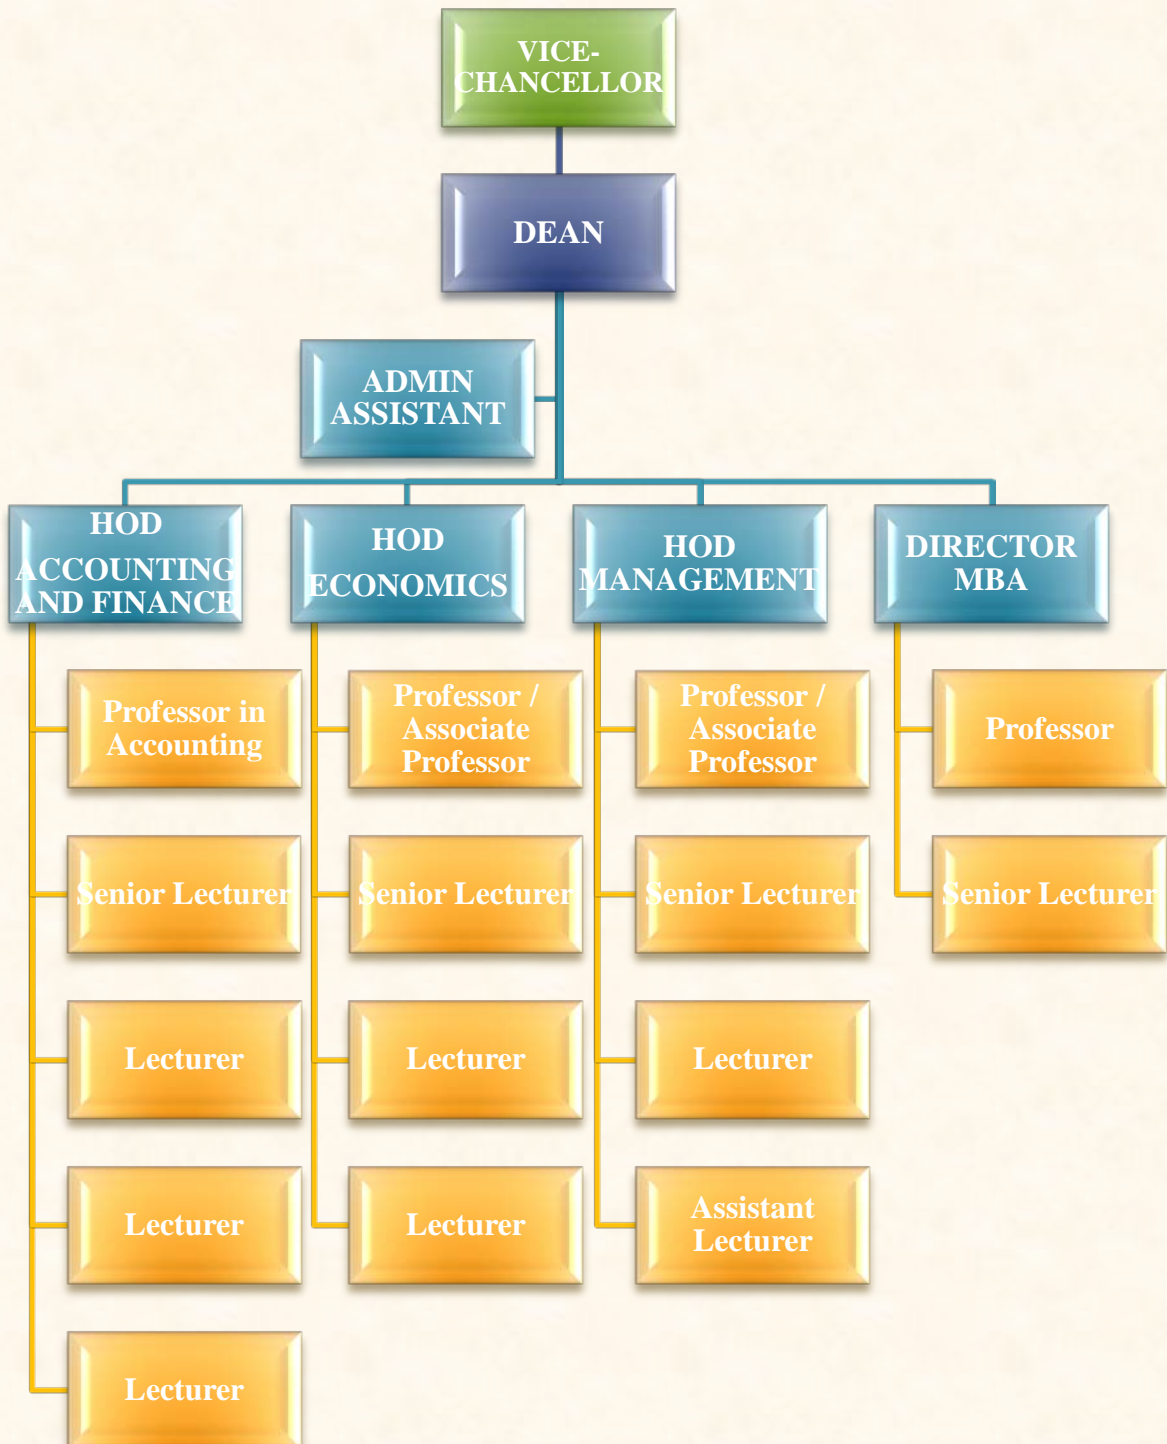 VICE-
CHANCELLOR
DEAN
ADMIN
ASSISTANT
HOD
ACCOUNTING
AND FINANCE
HOD
ECONOMICS
HOD
MANAGEMENT
DIRECTOR
MBA
Professor in
Accounting
Professor /
Associate
Professor
Professor /
Associate
Professor
Professor
Senior Lecturer
Senior Lecturer
Senior Lecturer
Senior Lecturer
Lecturer
Lecturer
Lecturer
Lecturer
Lecturer
Assistant
Lecturer
Lecturer